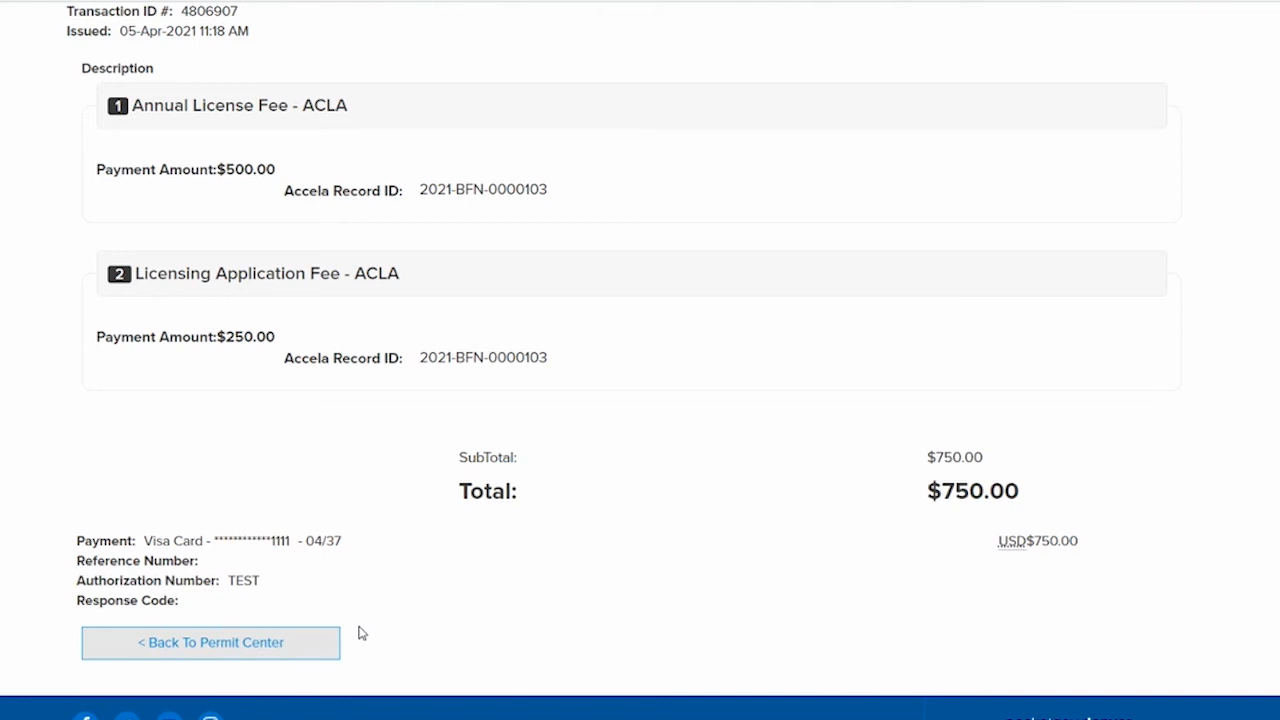 Transaction ID #: 4806907
Issued: 05-Apr-2021 11:18 AM
Description
1 Annual License Fee - ACLA
Payment Amount:$500.00
Accela Record ID: 2021-BFN-0000103
2 Licensing Application Fee - ACLA
Payment Amount:$250.00
Accela Record ID: 2021-BFN-0000103
SubTotal: $750.00
Total: $750.00
Payment: Visa Card - ************1111 - 04/37 USD$750.00
Reference Number:
Authorization Number: TEST
Response Code:
< Back To Permit Center